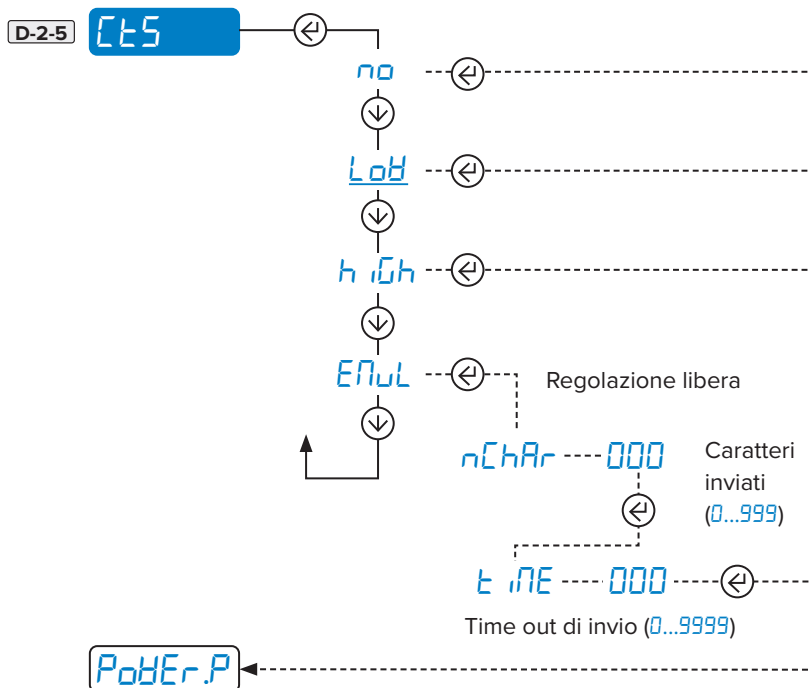 D-2-5 CtS
no
LoW
hiGh
EMuL
Regolazione libera
nChAr 000
Caratteri
inviati
(0...999)
tiME 000
Time out di invio (0...9999)
PoWEr.P